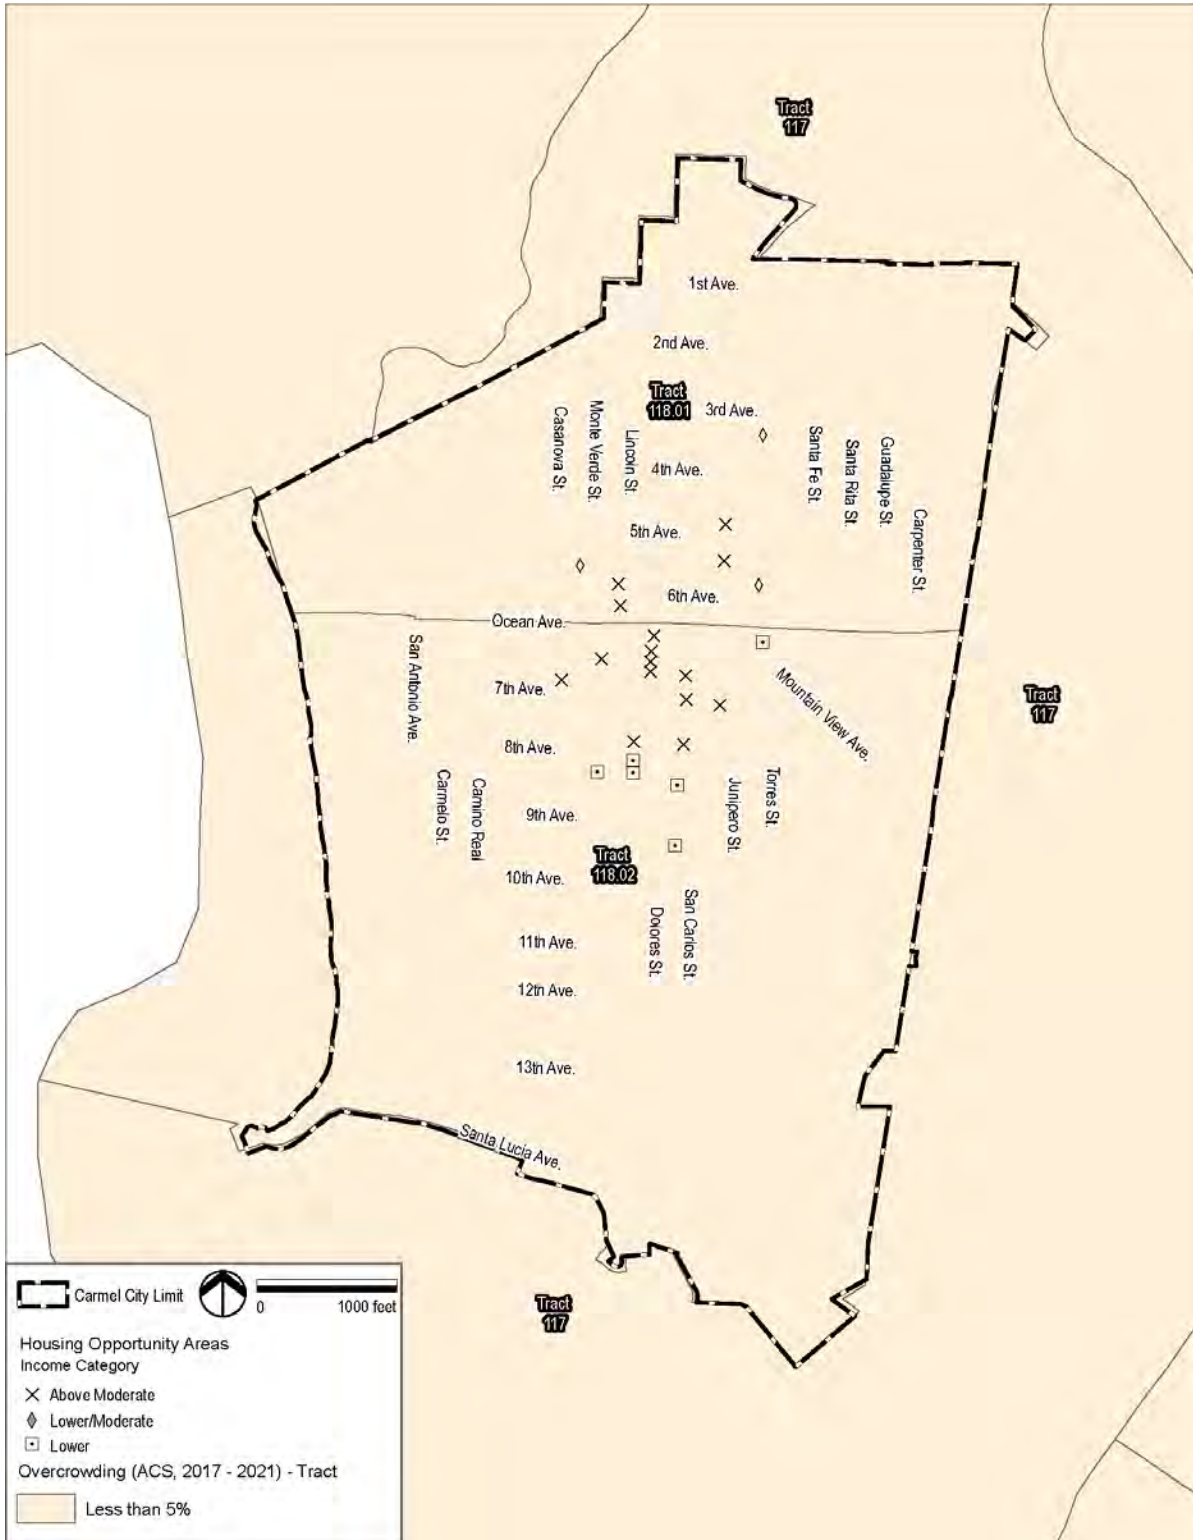 Tract
117
1st Ave.
2nd Ave.
Tract
118.01
3rd Ave.
Casanova St.
Monte Verde St.
Lincoln St.
4th Ave.
Santa Fe St.
Santa Rita St.
Guadalupe St.
Carpenter St.
5th Ave.
6th Ave.
Ocean Ave.
San Antonio Ave.
7th Ave.
Mountain View Ave.
Tract
117
8th Ave.
Carmelo St.
Camino Real
Junipero St.
Torres St.
9th Ave.
Tract
118.02
10th Ave.
Dolores St.
San Carlos St.
11th Ave.
12th Ave.
13th Ave.
Santa Lucia Ave.
Tract
117
Carmel City Limit
0 1000 feet
Housing Opportunity Areas
Income Category
Above Moderate
Lower/Moderate
Lower
Overcrowding (ACS, 2017 - 2021) - Tract
Less than 5%